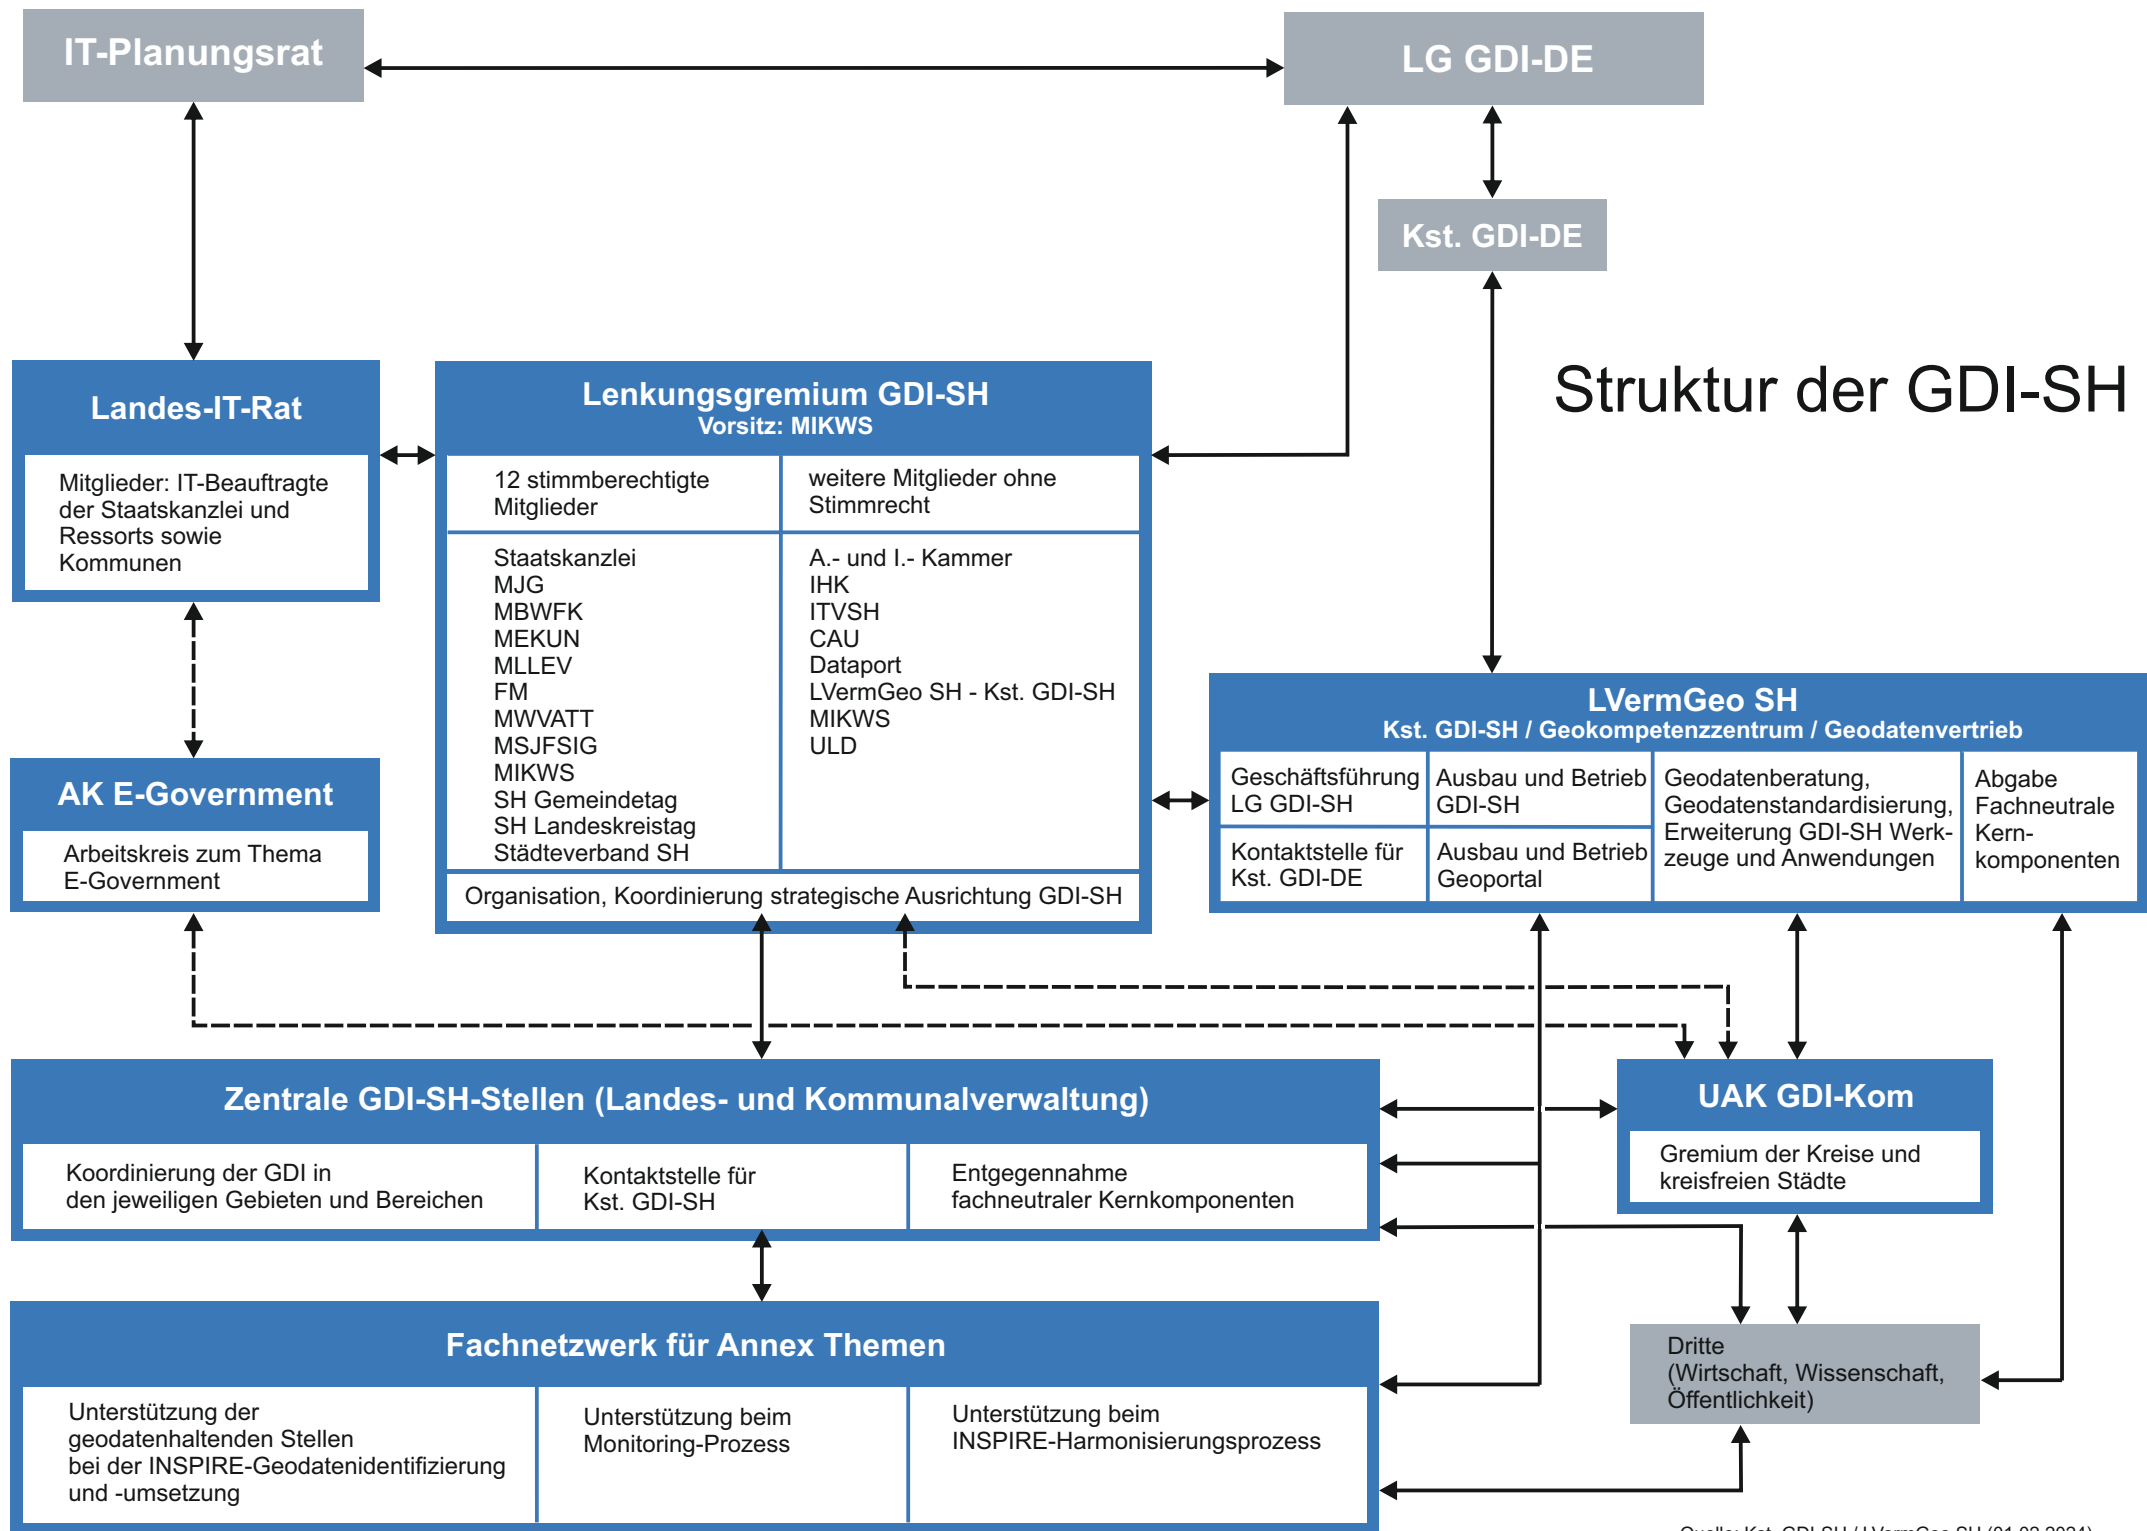 IT-Planungsrat
LG GDI-DE
Kst. GDI-DE
Struktur der GDI-SH
Landes-IT-Rat
Mitglieder: IT-Beauftragte
der Staatskanzlei und
Ressorts sowie
Kommunen
Lenkungsgremium GDI-SH
Vorsitz: MIKWS
12 stimmberechtigte
Mitglieder
weitere Mitglieder ohne
Stimmrecht
Staatskanzlei
MJG
MBWFK
MEKUN
MLLEV
FM
MWVATT
MSJFSIG
MIKWS
SH Gemeindetag
SH Landeskreistag
Städteverband SH
A.- und I.- Kammer
IHK
ITVSH
CAU
Dataport
LVermGeo SH - Kst. GDI-SH
MIKWS
ULD
Organisation, Koordinierung strategische Ausrichtung GDI-SH
LVermGeo SH
Kst. GDI-SH / Geokompetenzzentrum / Geodatenvertrieb
Geschäftsführung
LG GDI-SH
Ausbau und Betrieb
GDI-SH
Kontaktstelle für
Kst. GDI-DE
Ausbau und Betrieb
Geoportal
Geodatenberatung,
Geodatenstandardisierung,
Erweiterung GDI-SH Werk-
zeuge und Anwendungen
Abgabe
Fachneutrale
Kern-
komponenten
AK E-Government
Arbeitskreis zum Thema
E-Government
Zentrale GDI-SH-Stellen (Landes- und Kommunalverwaltung)
Koordinierung der GDI in
den jeweiligen Gebieten und Bereichen
Kontaktstelle für
Kst. GDI-SH
Entgegennahme
fachneutraler Kernkomponenten
UAK GDI-Kom
Gremium der Kreise und
kreisfreien Städte
Fachnetzwerk für Annex Themen
Unterstützung der
geodatenhaltenden Stellen
bei der INSPIRE-Geodatenidentifizierung
und -umsetzung
Unterstützung beim
Monitoring-Prozess
Unterstützung beim
INSPIRE-Harmonisierungsprozess
Dritte
(Wirtschaft, Wissenschaft,
Öffentlichkeit)
Quelle: Kst. GDI-SH / LVermGeo SH (01.02.2024)